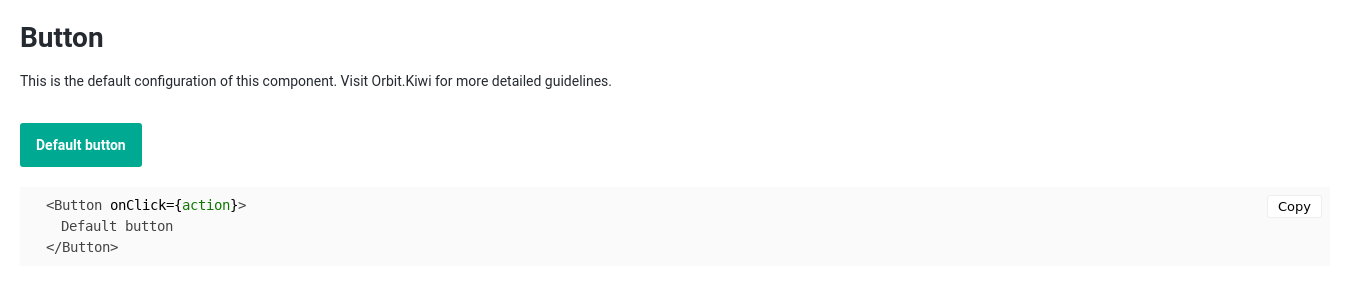 Button
This is the default configuration of this component. Visit Orbit.Kiwi for more detailed guidelines.
Default button
<Button onClick={action}>
Copy
Default button
</Button>